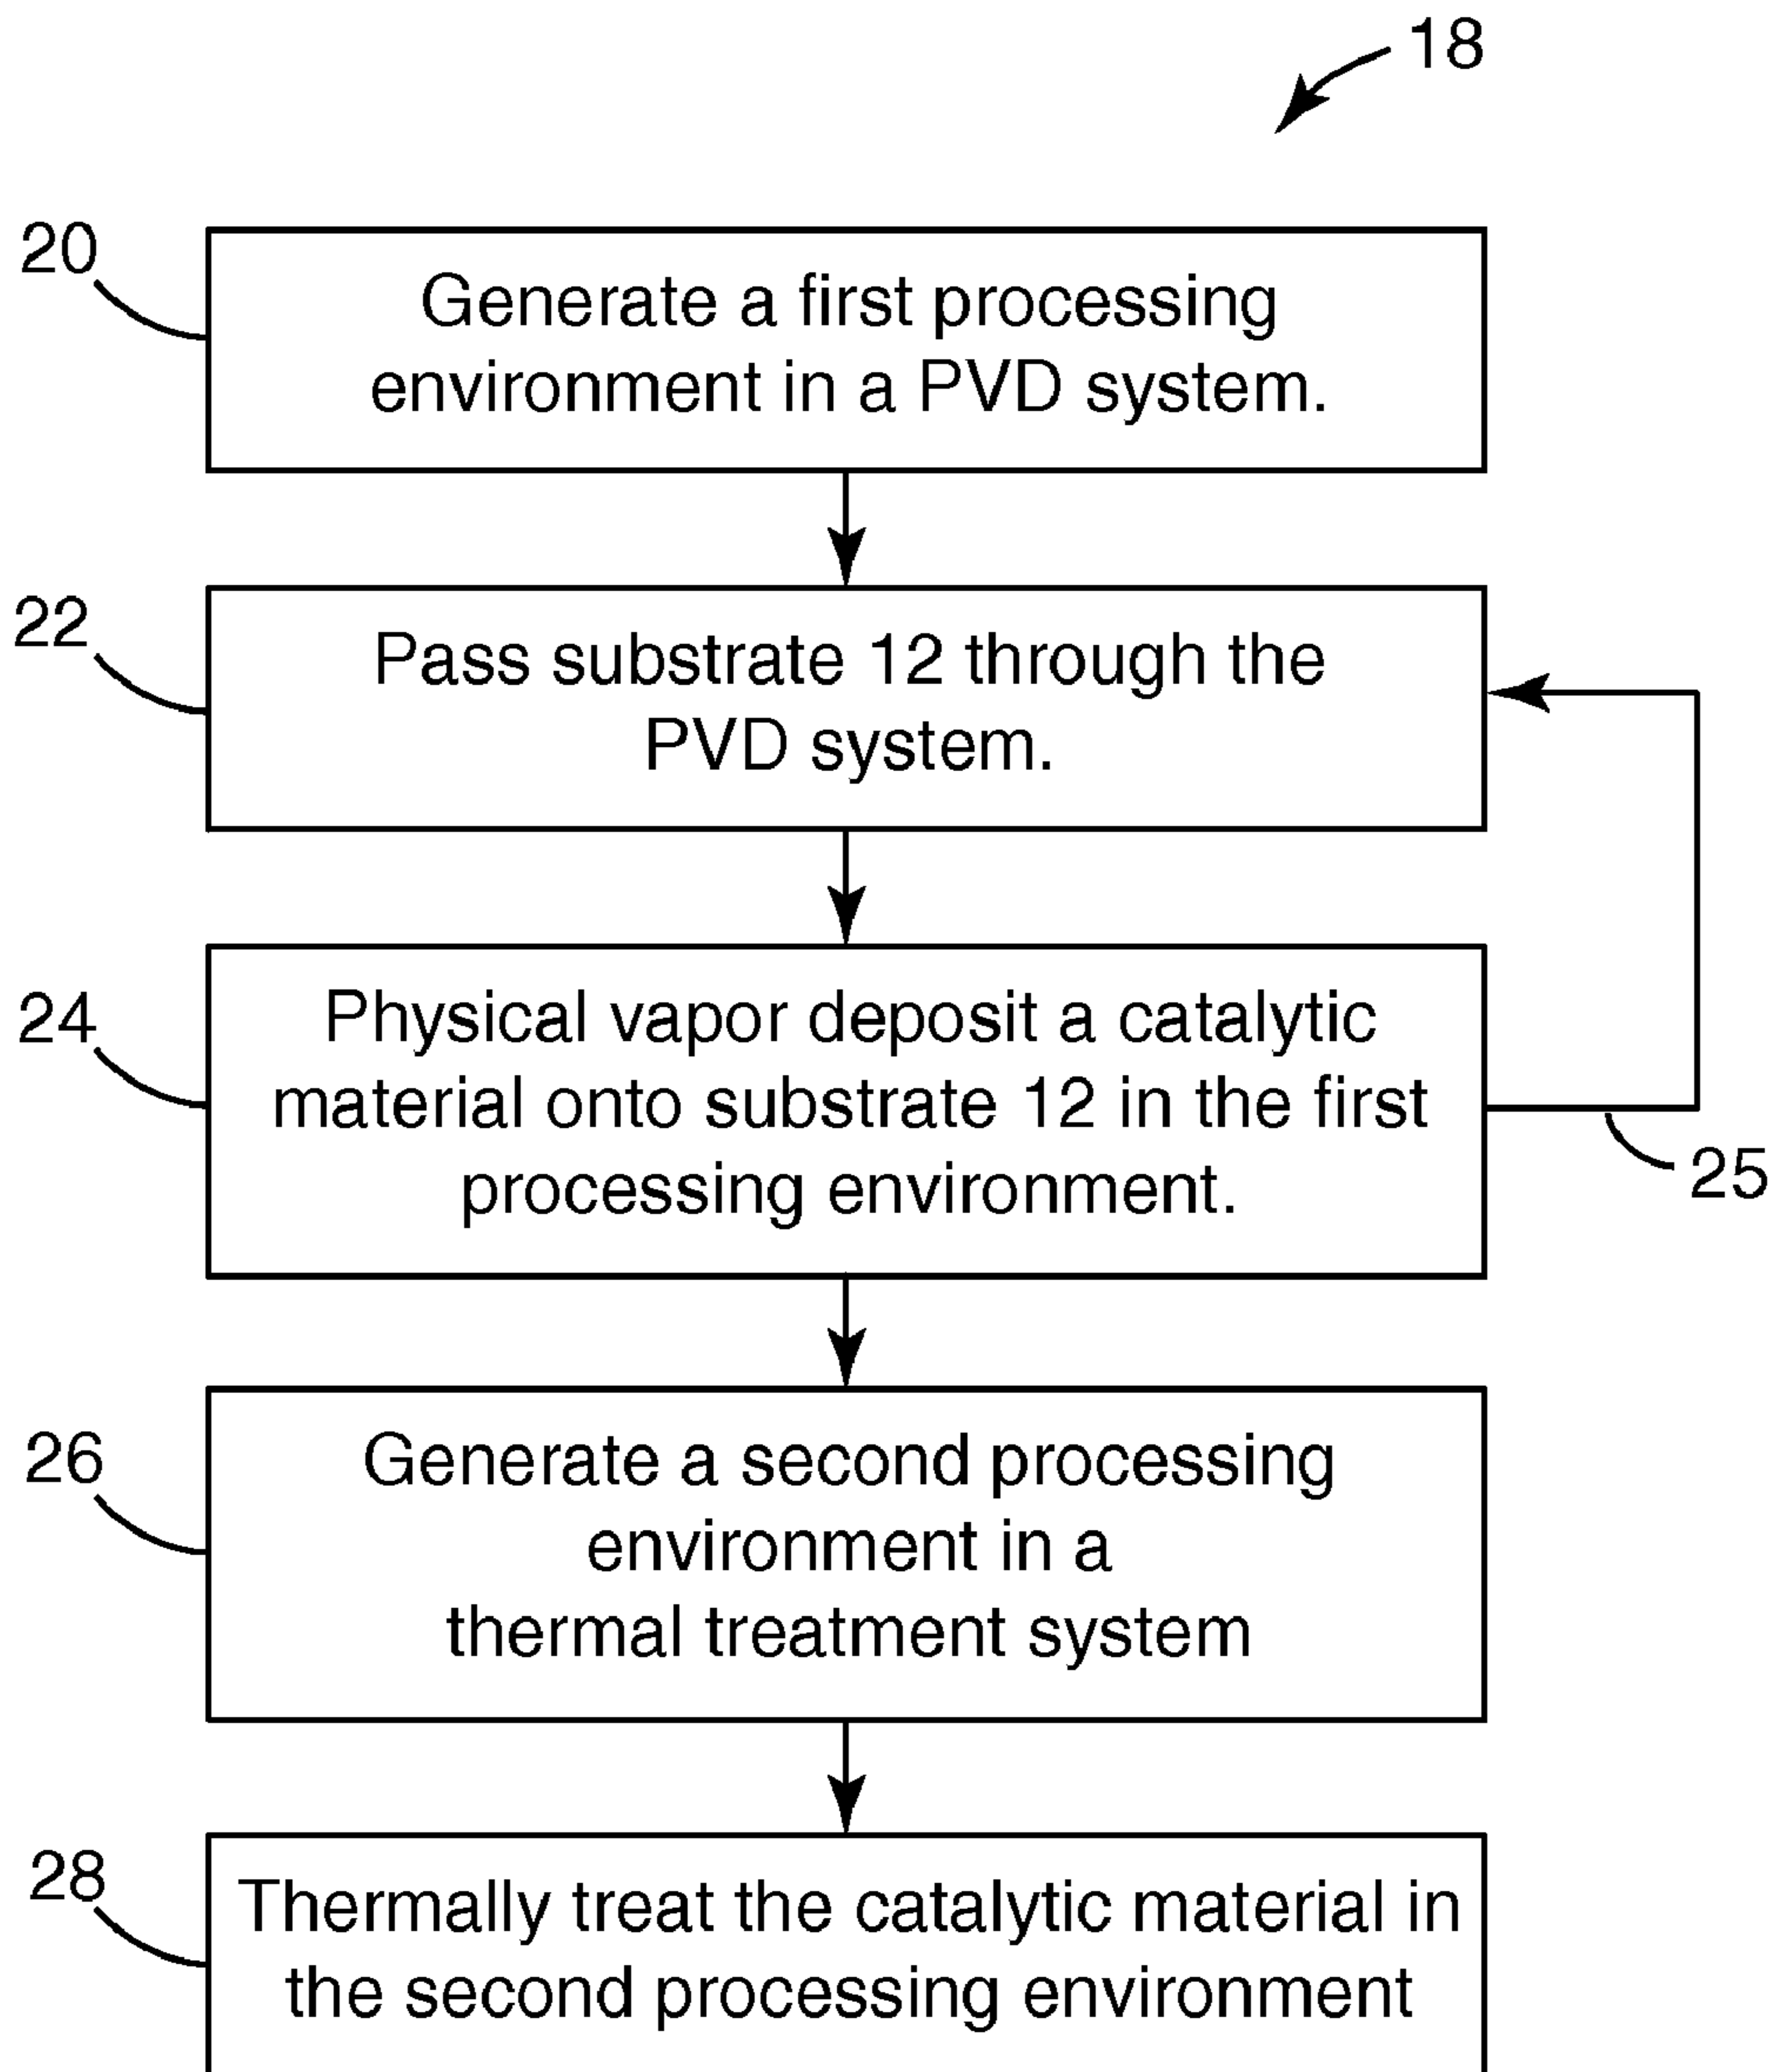 18
20
Generate a first processing
environment in a PVD system.
22
Pass substrate 12 through the
PVD system.
24
Physical vapor deposit a catalytic
material onto substrate 12 in the first
processing environment.
25
26
Generate a second processing
environment in a
thermal treatment system
28
Thermally treat the catalytic material in
the second processing environment